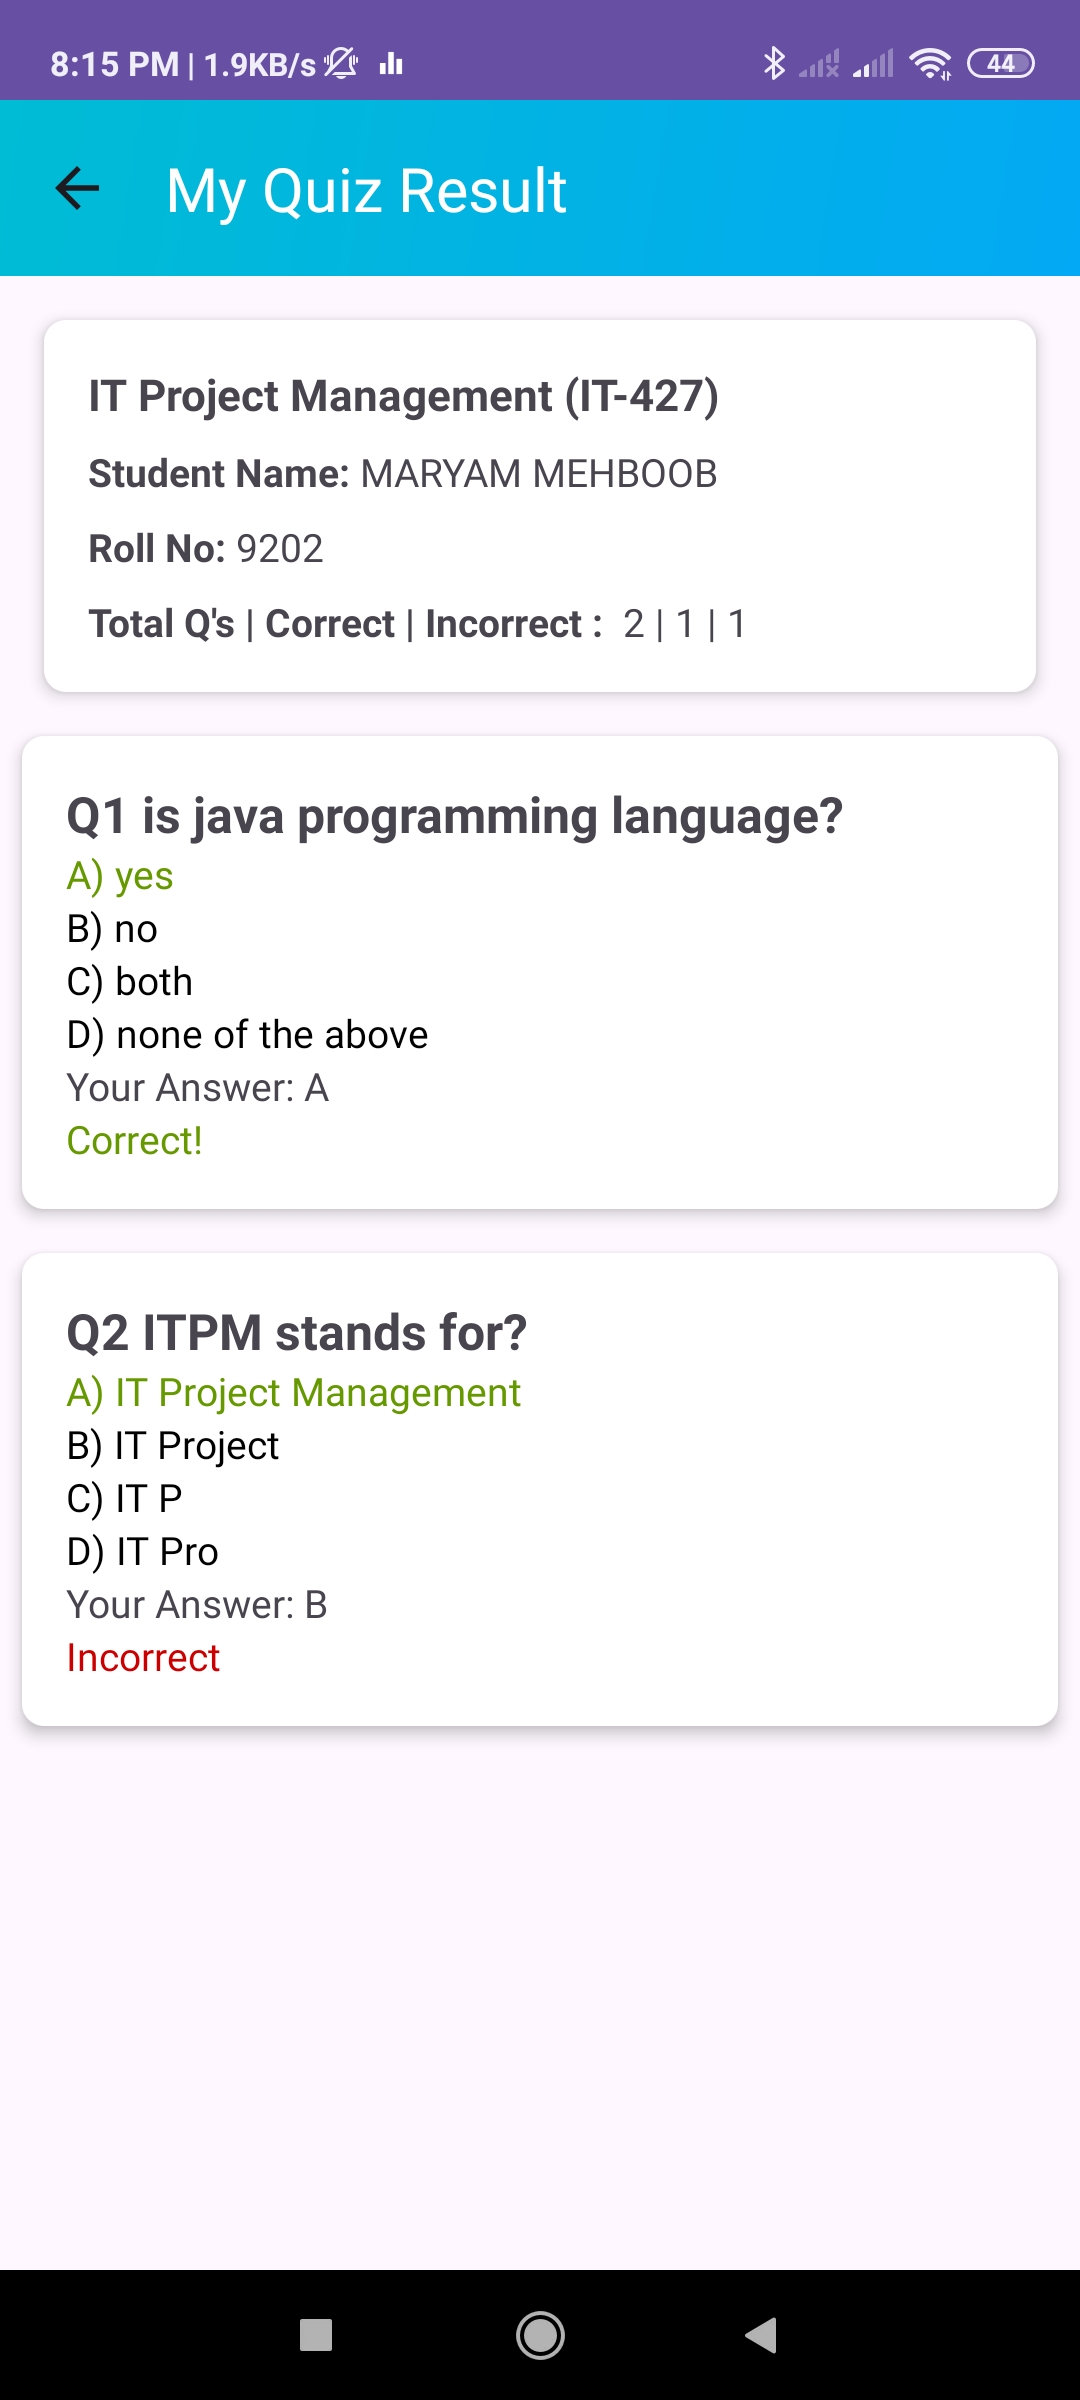 8:15 PM | 1.9KB/s
44
My Quiz Result
IT Project Management (IT-427)
Student Name: MARYAM MEHBOOB
Roll No: 9202
Total Q's | Correct | Incorrect : 2 | 1 | 1
Q1 is java programming language?
A) yes
B) no
C) both
D) none of the above
Your Answer: A
Correct!
Q2 ITPM stands for?
A) IT Project Management
B) IT Project
C) IT P
D) IT Pro
Your Answer: B
Incorrect